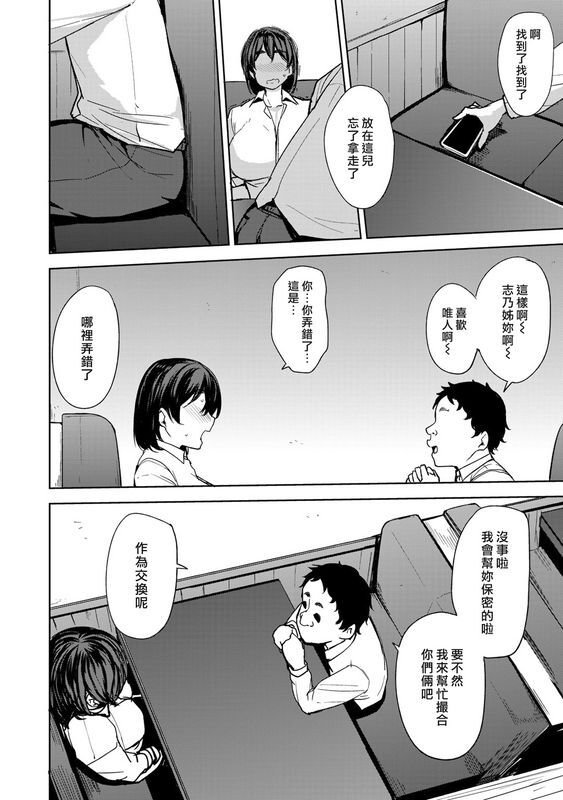 啊
找到了找到了
放在這兒
忘了拿走了
這樣啊~
志乃姊妳啊~
喜歡
唯人啊~
你…你弄錯了…
這是…
哪裡弄錯了
沒事啦
我會幫妳保密的啦
要不然
我來幫忙撮合
你們倆吧
作為交換呢